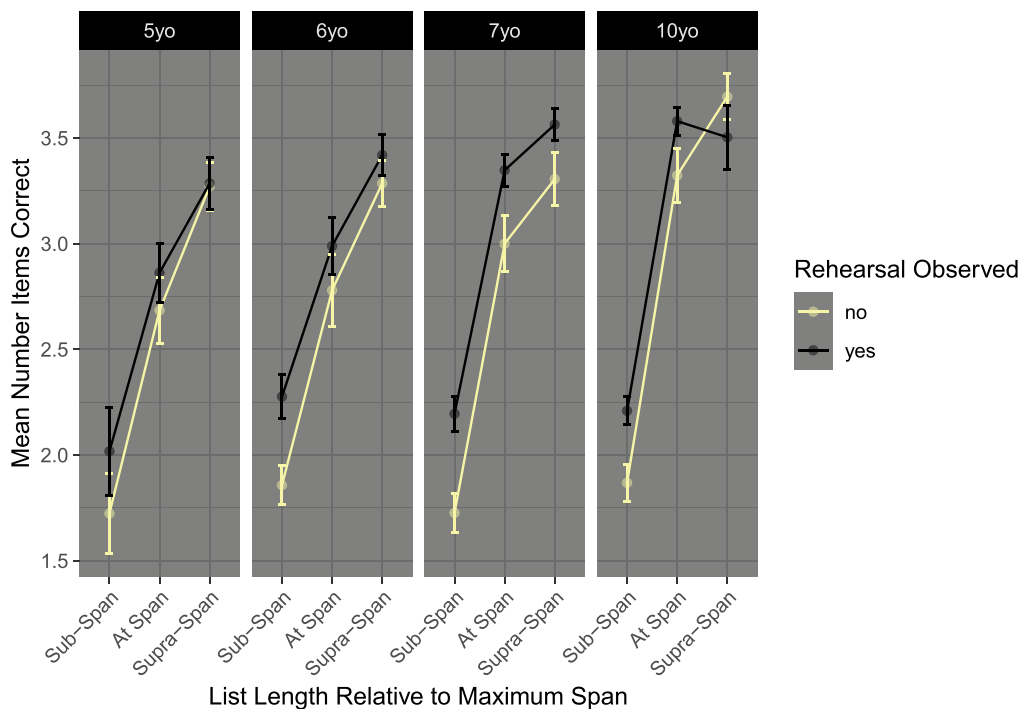 5yo 6yo 7yo 10yo
Mean Number Items Correct
3.5
3.0
2.5
2.0
1.5
Sub−Span At Span Supra−Span Sub−Span At Span Supra−Span Sub−Span At Span Supra−Span Sub−Span At Span Supra−Span
List Length Relative to Maximum Span
Rehearsal Observed
no
yes